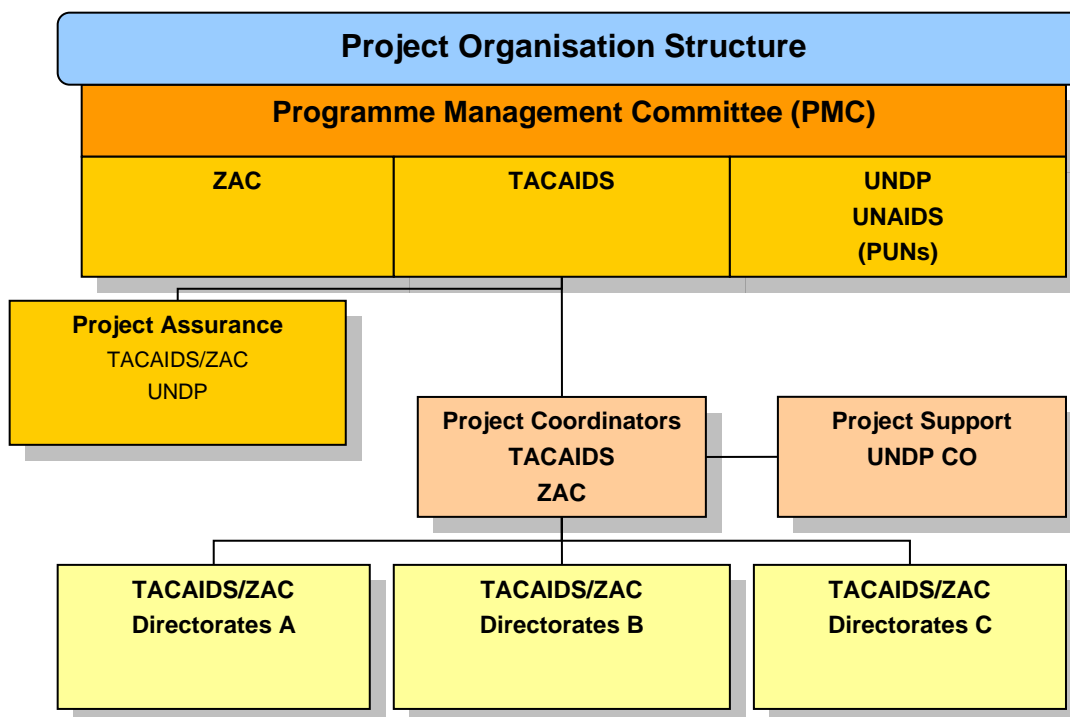 Project Organisation Structure
Programme Management Committee (PMC)
ZAC
TACAIDS
UNDP
UNAIDS
(PUNs)
Project Assurance
TACAIDS/ZAC
UNDP
Project Coordinators
TACAIDS
ZAC
Project Support
UNDP CO
TACAIDS/ZAC
Directorates A
TACAIDS/ZAC
Directorates B
TACAIDS/ZAC
Directorates C